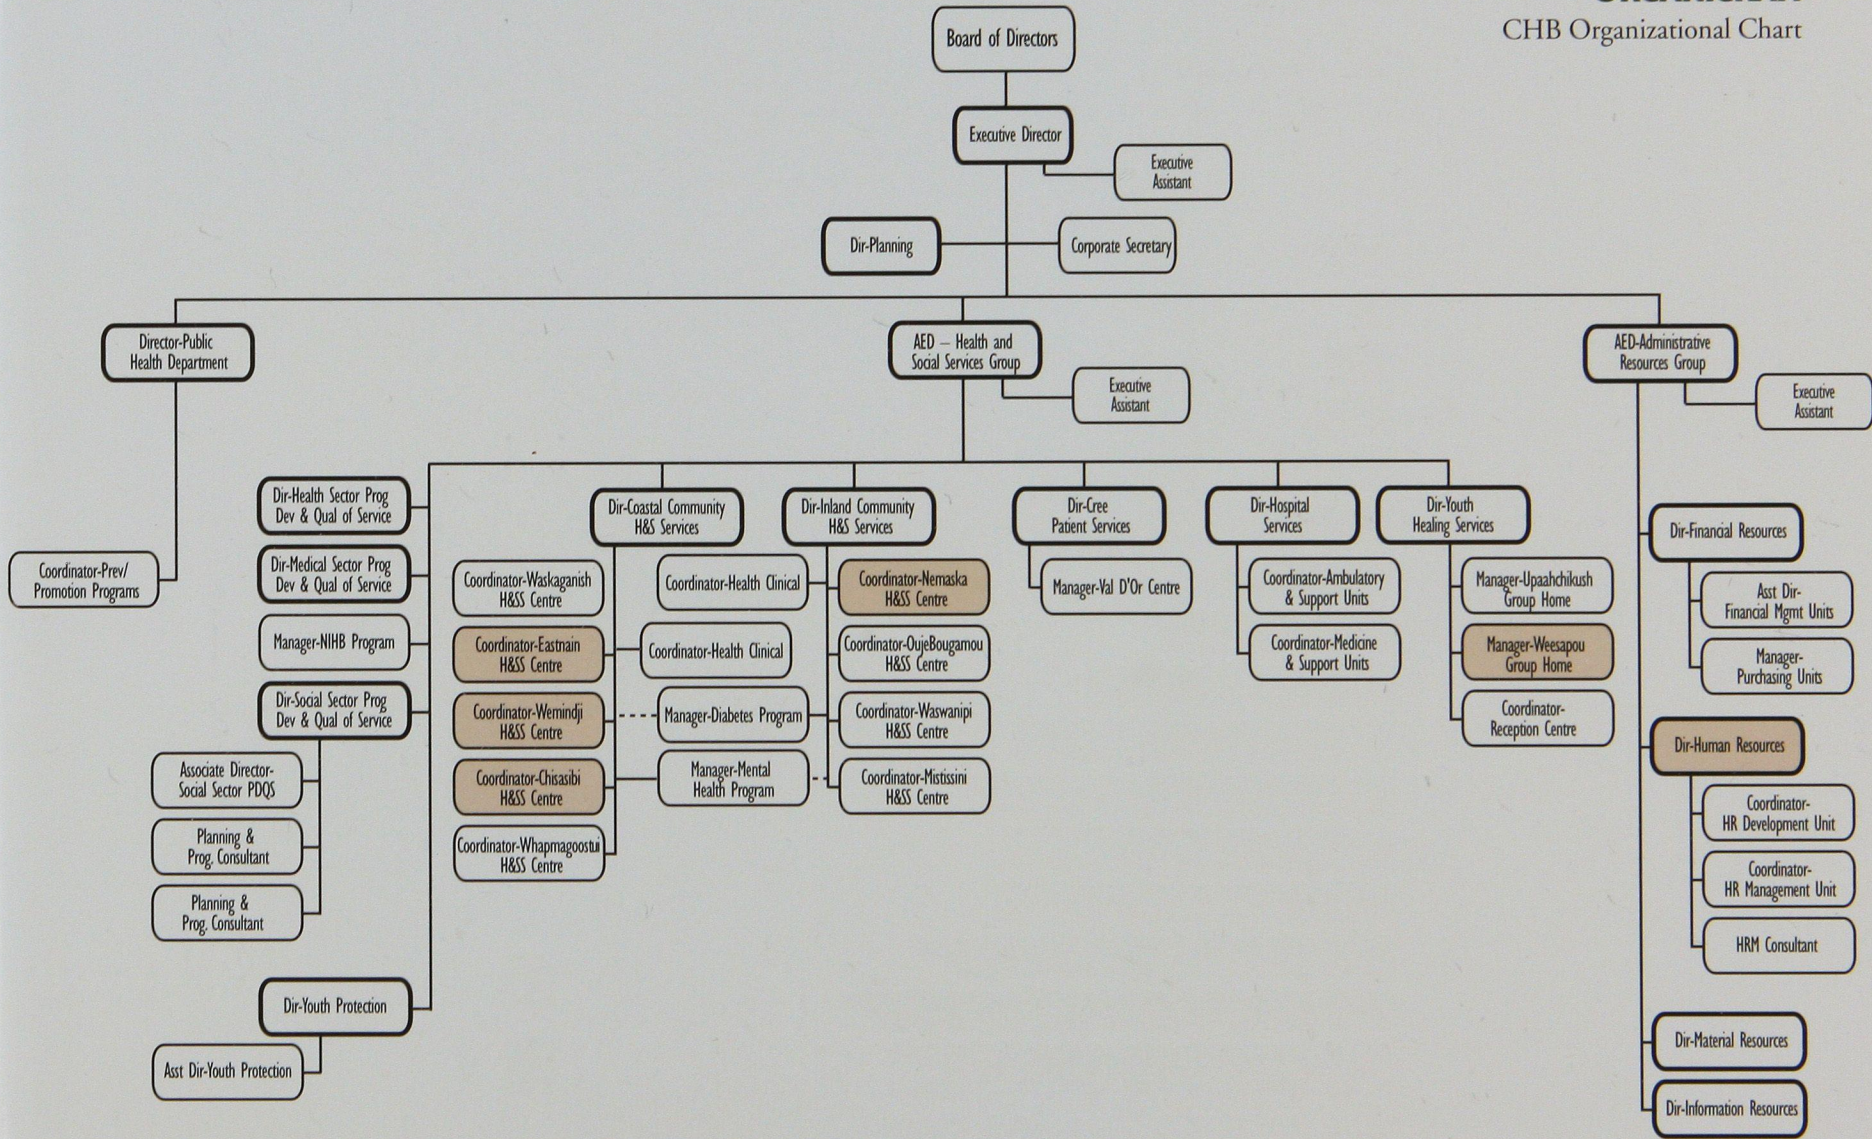 CHB Organizational Chart
Board of Directors
Executive Director
Executive
Assistant
Dir-Planning
Corporate Secretary
Director-Public
Health Department
AED – Health and
Social Services Group
AED-Administrative
Resources Group
Executive
Assistant
Executive
Assistant
Coordinator-Prev/
Promotion Programs
Dir-Health Sector Prog
Dev & Qual of Service
Dir-Medical Sector Prog
Dev & Qual of Service
Manager-NIHB Program
Dir-Social Sector Prog
Dev & Qual of Service
Associate Director-
Social Sector PDQS
Planning &
Prog. Consultant
Planning &
Prog. Consultant
Dir-Youth Protection
Asst Dir-Youth Protection
Dir-Coastal Community
H&S Services
Coordinator-Waskaganish
H&SS Centre
Coordinator-Eastnain
H&SS Centre
Coordinator-Wemindji
H&SS Centre
Coordinator-Chisasibi
H&SS Centre
Coordinator-Whapmagoostui
H&SS Centre
Coordinator-Health Clinical
Coordinator-Health Clinical
Manager-Diabetes Program
Manager-Mental
Health Program
Dir-Inland Community
H&S Services
Coordinator-Nemaska
H&SS Centre
Coordinator-OujeBougamou
H&SS Centre
Coordinator-Waswanipi
H&SS Centre
Coordinator-Mistissini
H&SS Centre
Dir-Cree
Patient Services
Manager-Val D'Or Centre
Dir-Hospital
Services
Coordinator-Ambulatory
& Support Units
Coordinator-Medicine
& Support Units
Dir-Youth
Healing Services
Manager-Upaahchikush
Group Home
Manager-Weesapou
Group Home
Coordinator-
Reception Centre
Dir-Financial Resources
Asst Dir-
Financial Mgmt Units
Manager-
Purchasing Units
Dir-Human Resources
Coordinator-
HR Development Unit
Coordinator-
HR Management Unit
HRM Consultant
Dir-Material Resources
Dir-Information Resources